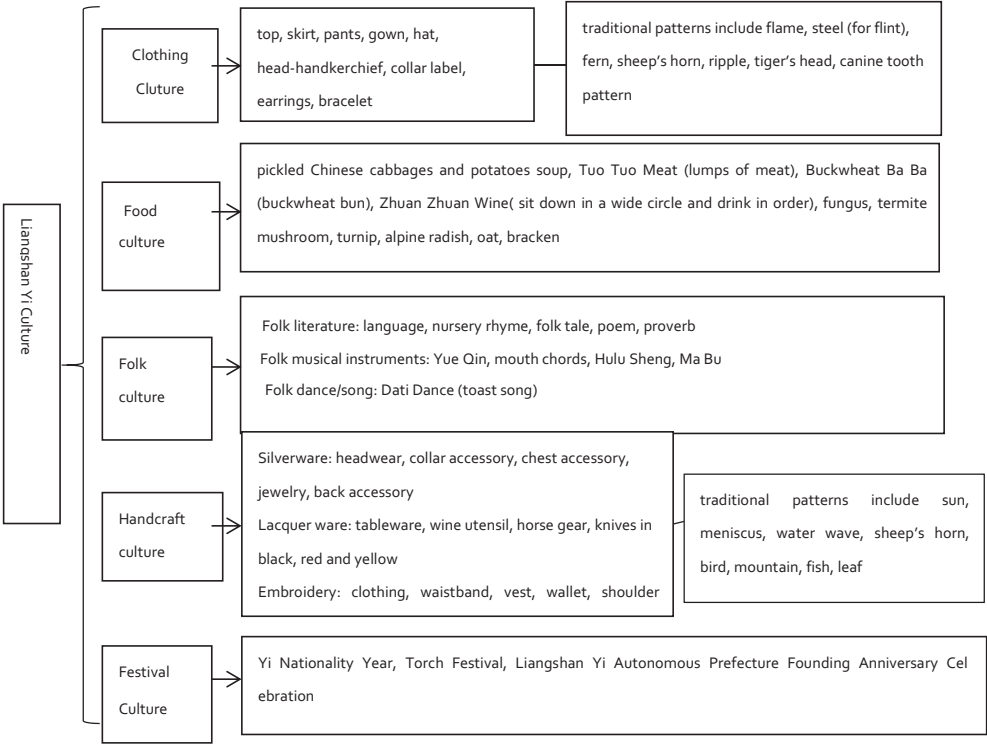 Liangshan Yi Culture
Clothing
Cluture
top, skirt, pants, gown, hat,
head-handkerchief, collar label,
earrings, bracelet
traditional patterns include flame, steel (for flint),
fern, sheep's horn, ripple, tiger's head, canine tooth
pattern
Food
culture
pickled Chinese cabbages and potatoes soup, Tuo Tuo Meat (lumps of meat), Buckwheat Ba Ba
(buckwheat bun), Zhuan Zhuan Wine( sit down in a wide circle and drink in order), fungus, termite
mushroom, turnip, alpine radish, oat, bracken
Folk
culture
Folk literature: language, nursery rhyme, folk tale, poem, proverb
Folk musical instruments: Yue Qin, mouth chords, Hulu Sheng, Ma Bu
Folk dance/song: Dati Dance (toast song)
Handcraft
culture
Silverware: headwear, collar accessory, chest accessory,
jewelry, back accessory
Lacquer ware: tableware, wine utensil, horse gear, knives in
black, red and yellow
Embroidery: clothing, waistband, vest, wallet, shoulder
traditional patterns include sun,
meniscus, water wave, sheep's horn,
bird, mountain, fish, leaf
Festival
Culture
Yi Nationality Year, Torch Festival, Liangshan Yi Autonomous Prefecture Founding Anniversary Cel
ebration